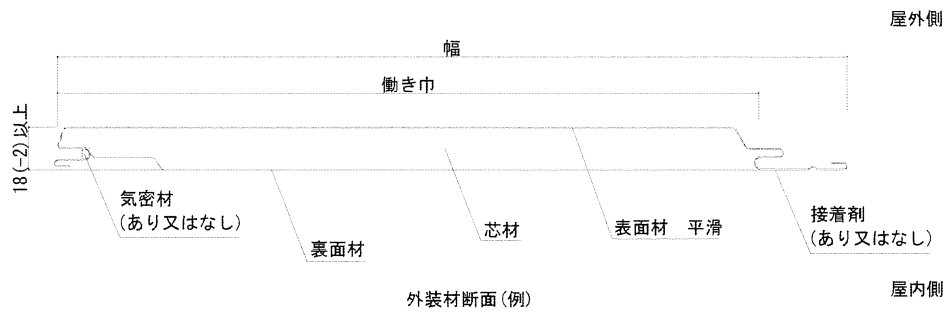 屋外側
幅
働き巾
18(-2)以上
気密材
(あり又はなし)
裏面材
芯材
表面材　平滑
接着剤
(あり又はなし)
外装材断面(例)
屋内側